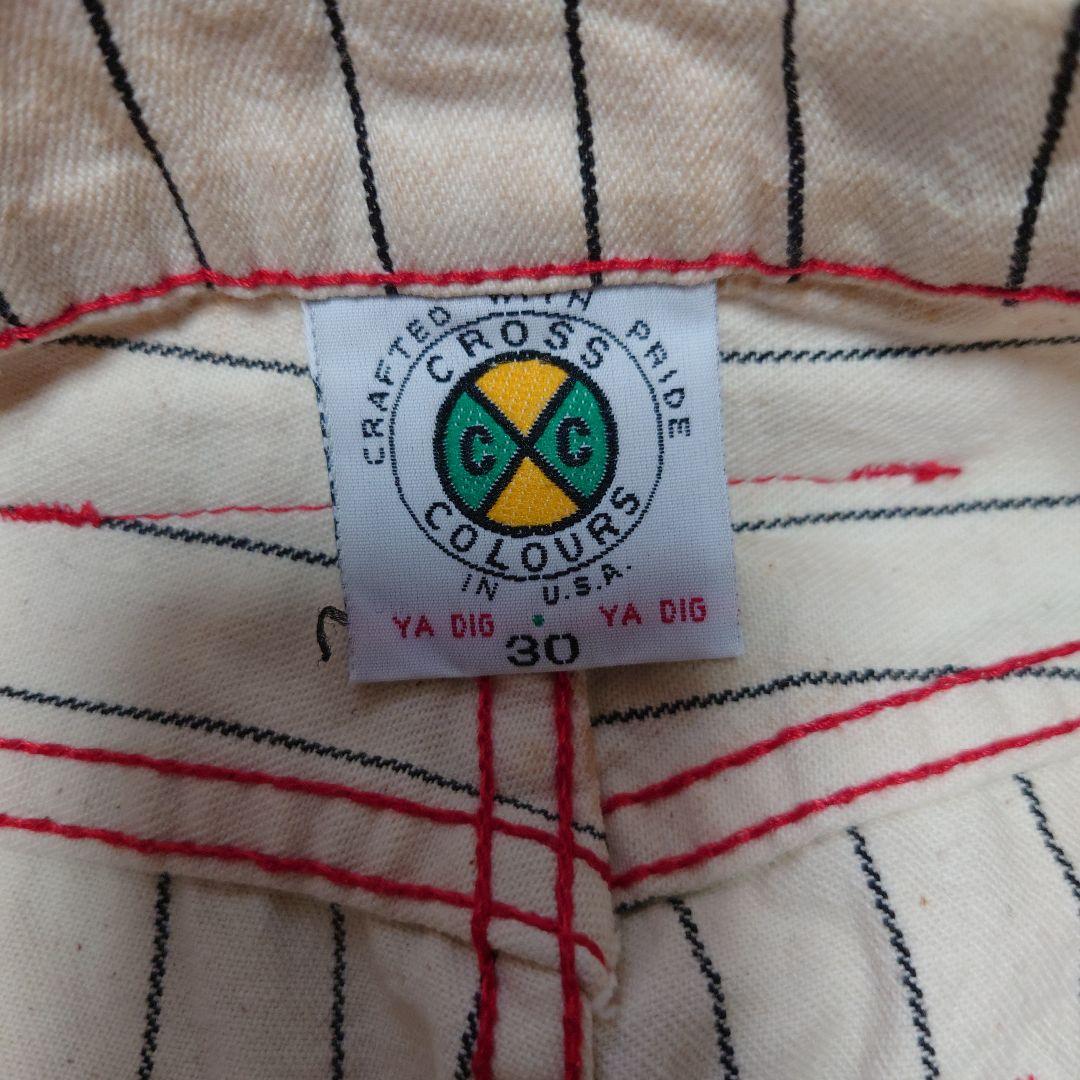 CRAFTED WITH PRIDE
CROSS
C C
COLOURS
IN U.S.A.
YA DIG · YA DIG
30